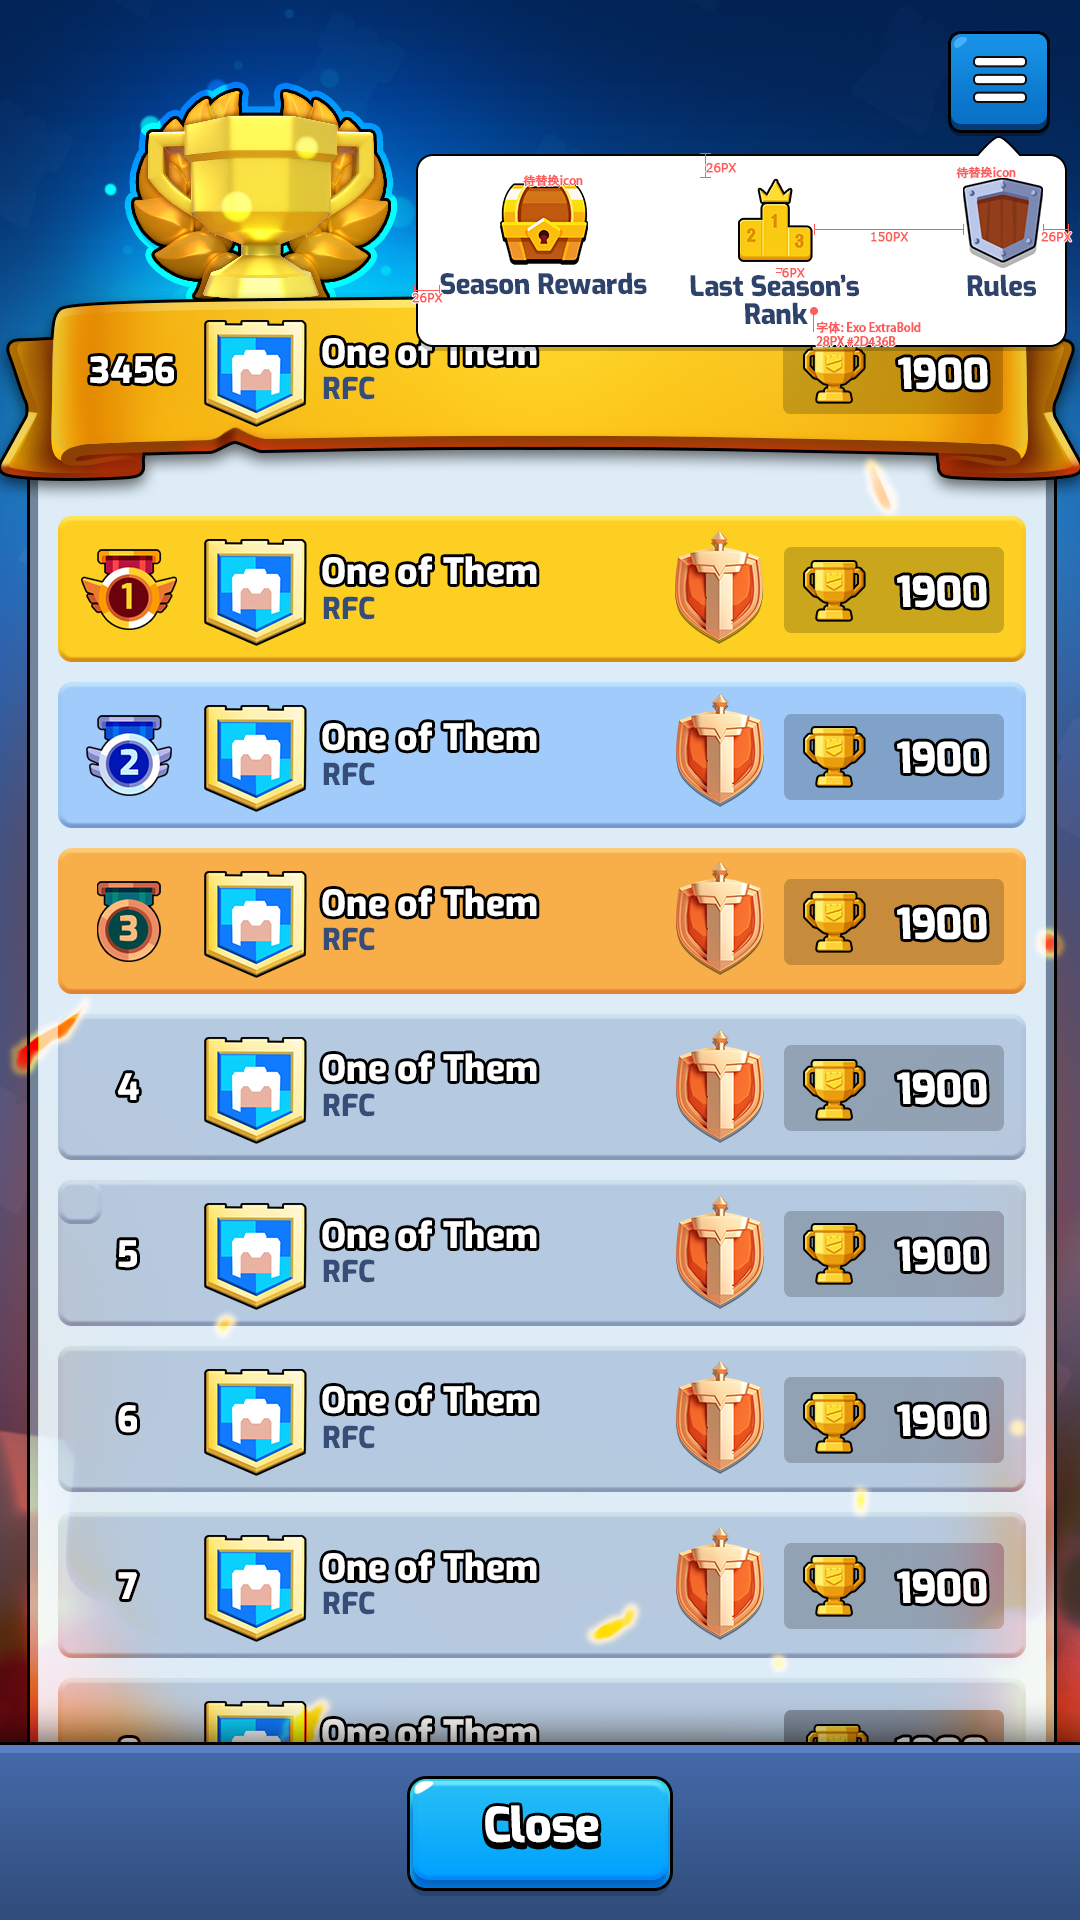 26PX
待替换icon
待替换icon
1
2
3
150PX
26PX
6PX
26PX
Season Rewards
Last Season's
Rank
Rules
字体: Exo ExtraBold
28PX #2D436B
3456
One of Them
RFC
1900
1
One of Them
RFC
1900
2
One of Them
RFC
1900
3
One of Them
RFC
1900
4
One of Them
RFC
1900
5
One of Them
RFC
1900
6
One of Them
RFC
1900
7
One of Them
RFC
1900
One of Them
Close